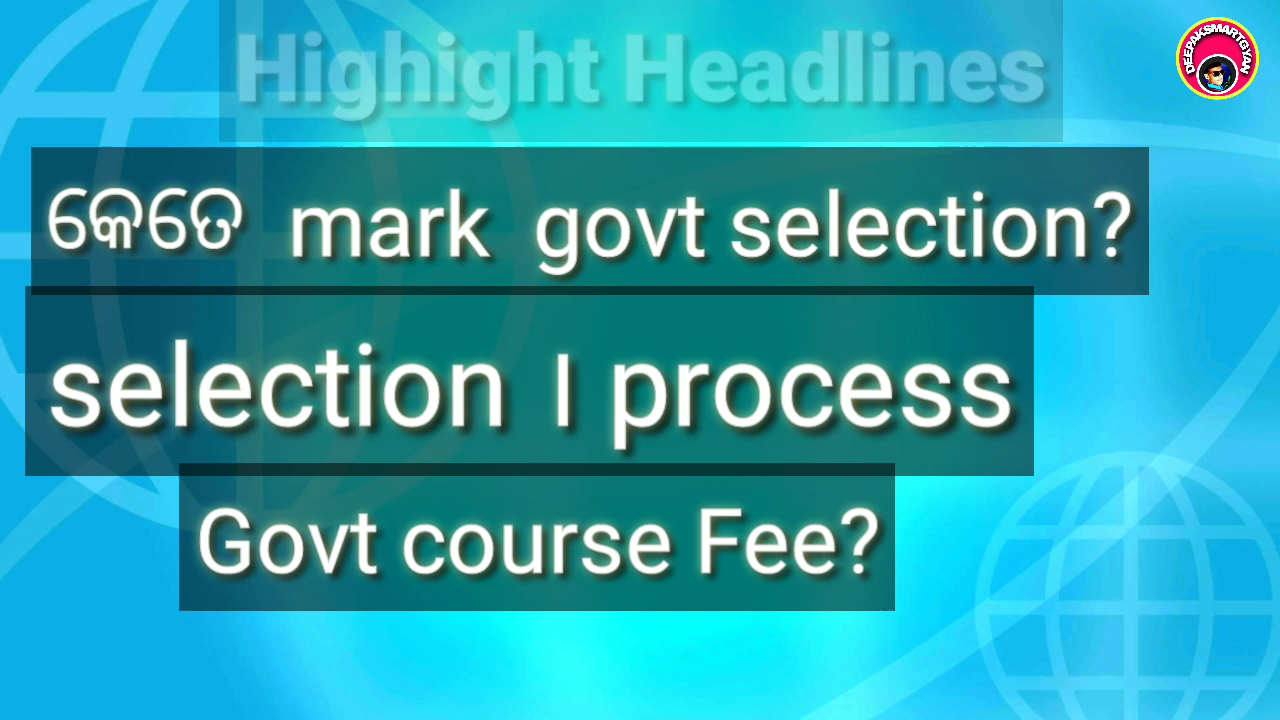 Highight Headlines
DEEPAKSMARTGYAN
କେତେ mark govt selection?
selection । process
Govt course Fee?